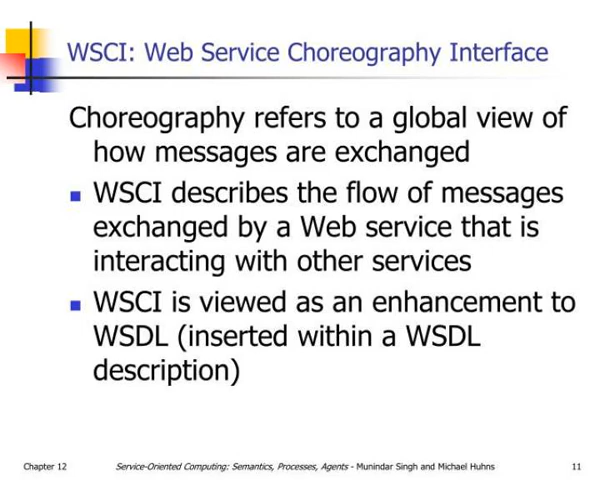 WSCI: Web Service Choreography Interface
Choreography refers to a global view of
how messages are exchanged
WSCI describes the flow of messages
exchanged by a Web service that is
interacting with other services
WSCI is viewed as an enhancement to
WSDL (inserted within a WSDL
description)
Chapter 12 Service-Oriented Computing: Semantics, Processes, Agents - Munindar Singh and Michael Huhns 11